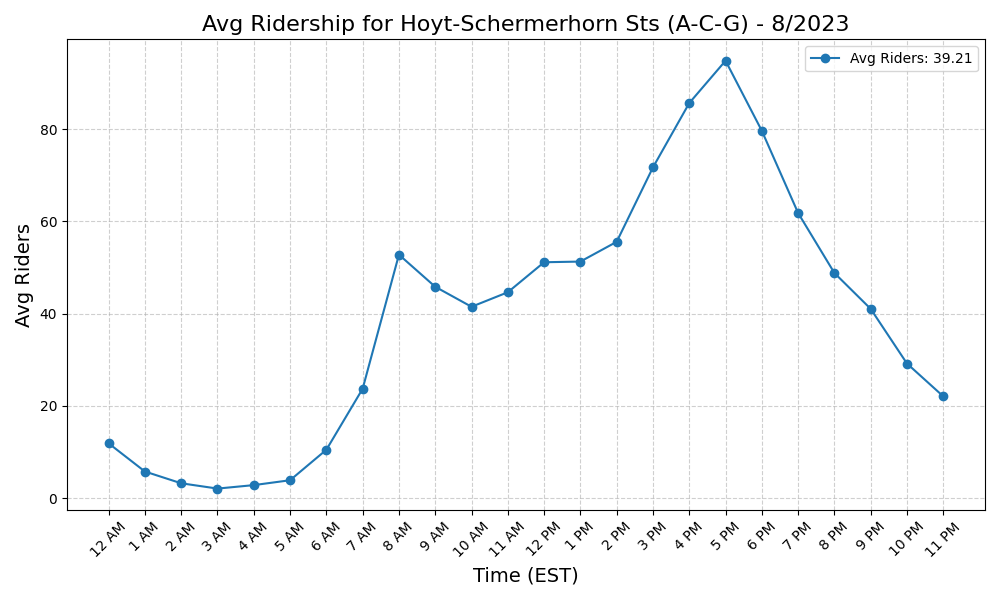 Avg Ridership for Hoyt-Schermerhorn Sts (A-C-G) - 8/2023
Avg Riders: 39.21
Avg Riders
80
60
40
20
0
12 AM
1 AM
2 AM
3 AM
4 AM
5 AM
6 AM
7 AM
8 AM
9 AM
10 AM
11 AM
12 PM
1 PM
2 PM
3 PM
4 PM
5 PM
6 PM
7 PM
8 PM
9 PM
10 PM
11 PM
Time (EST)